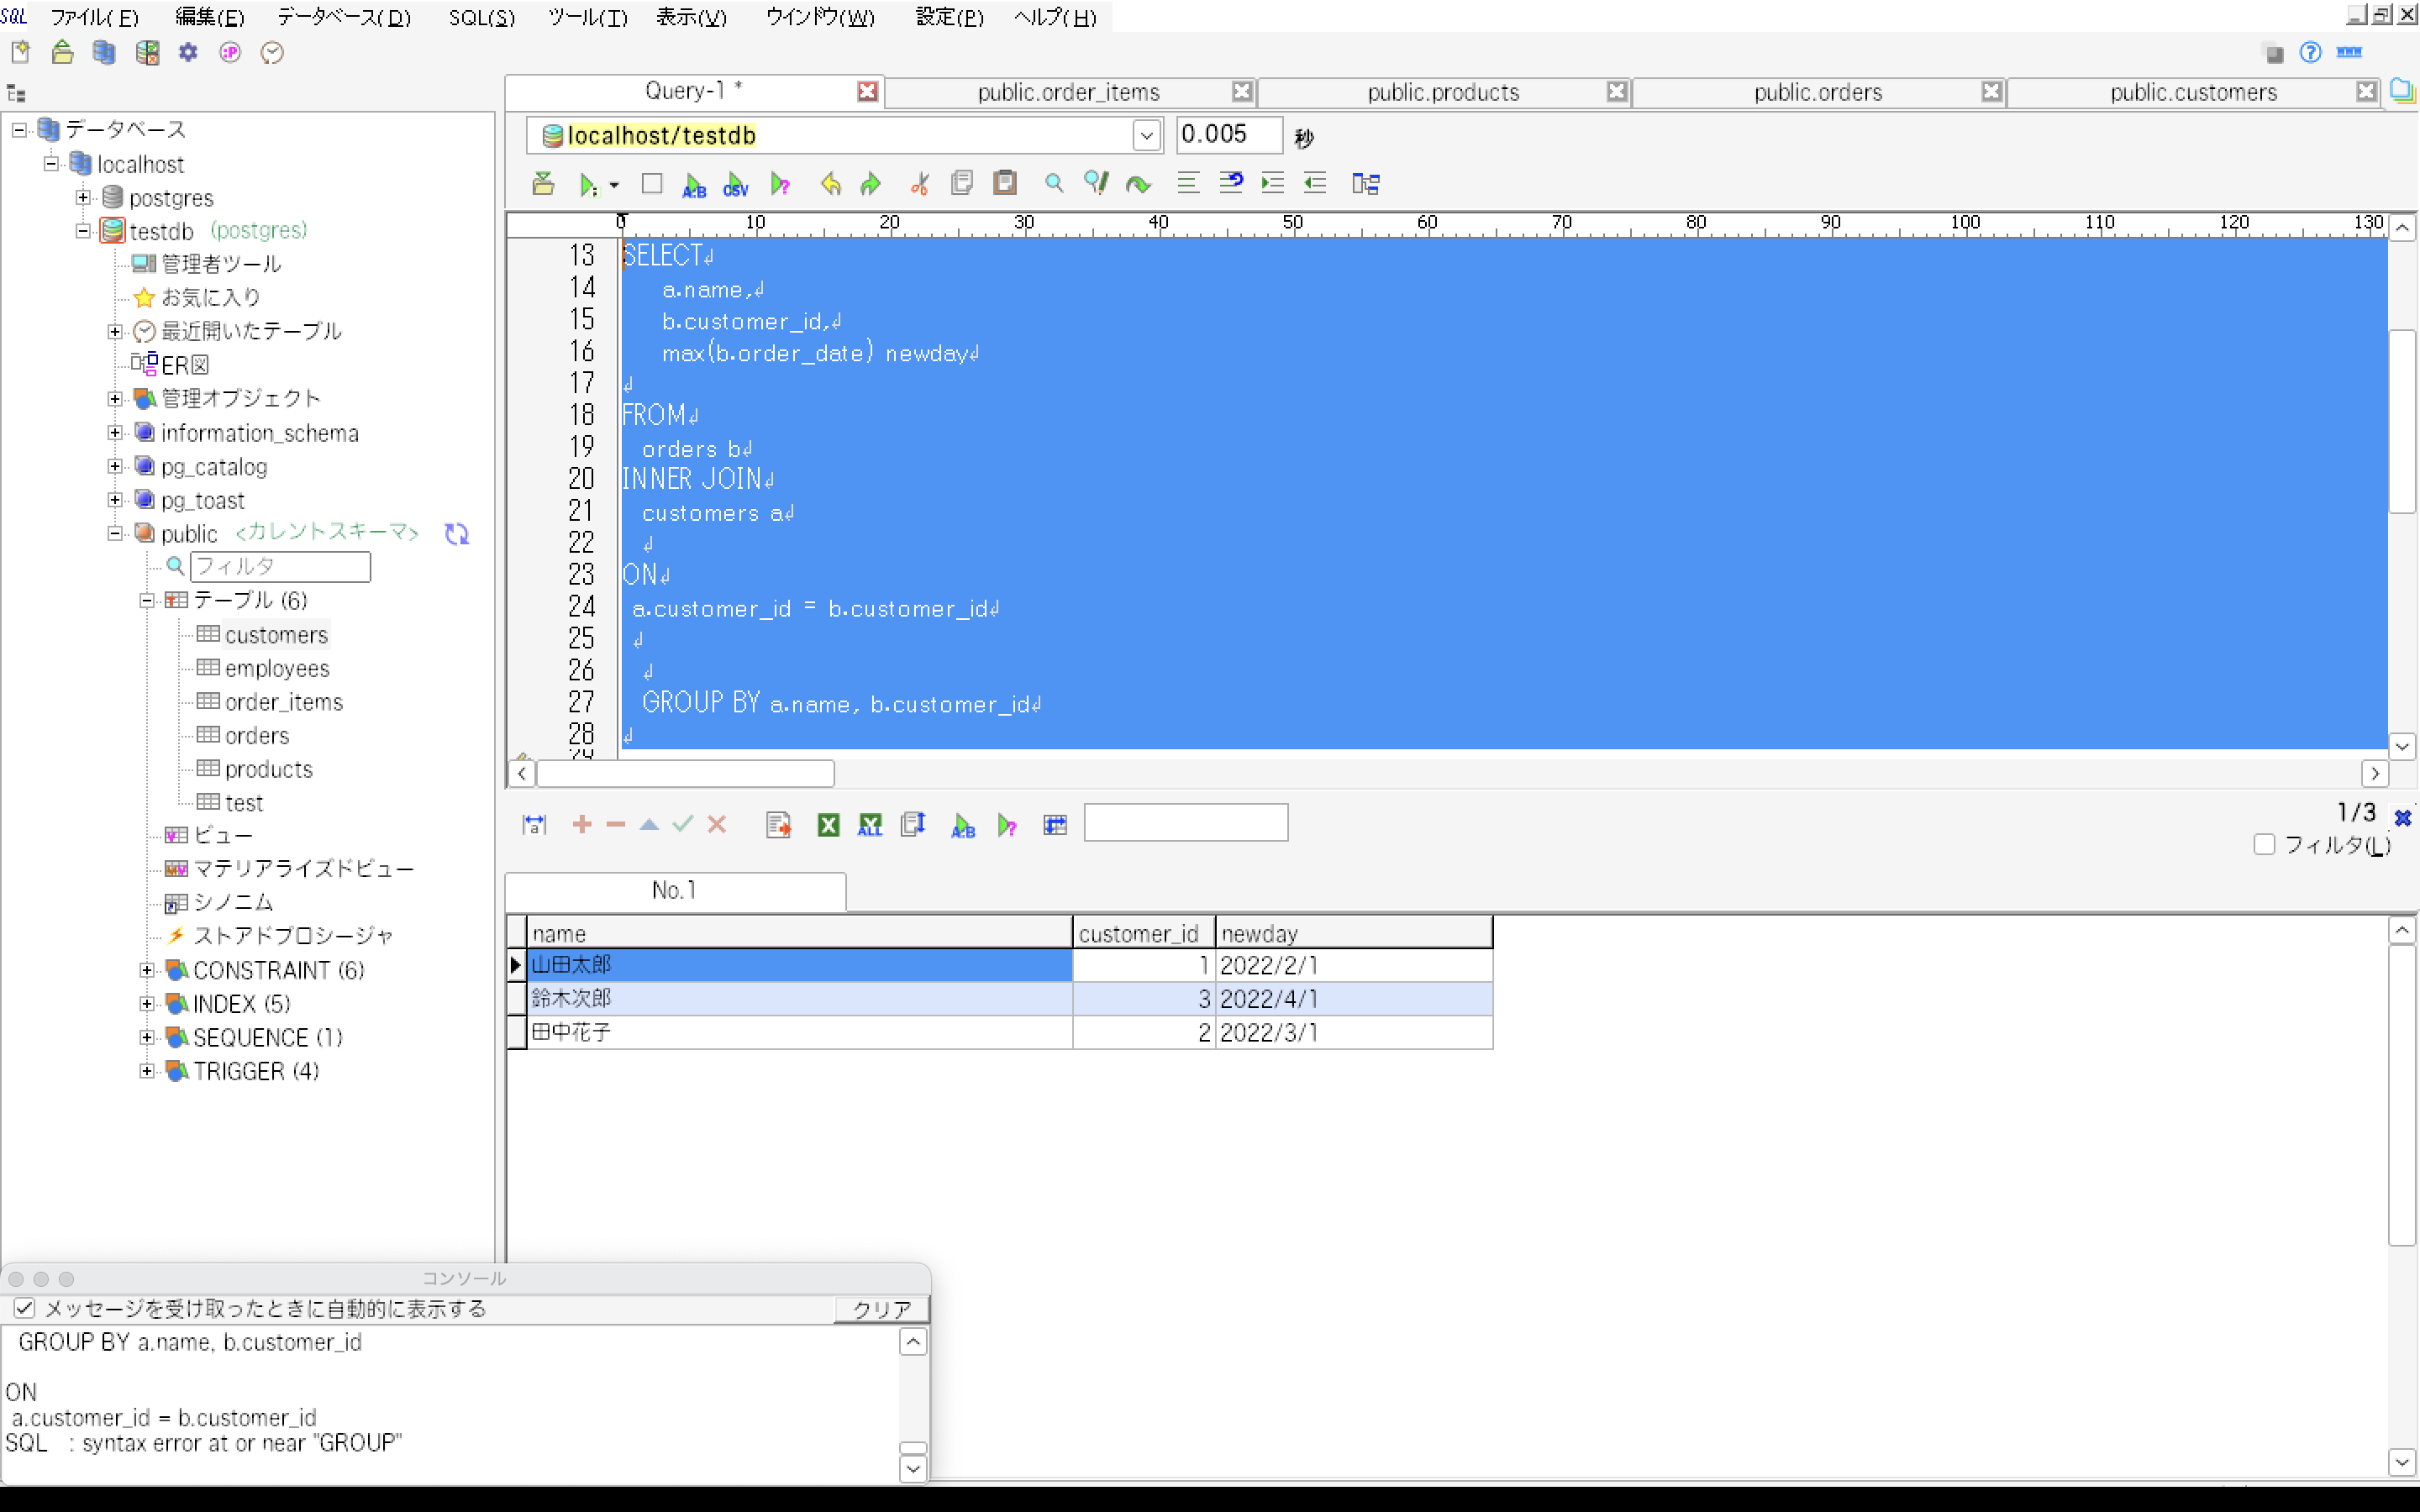 SQL ファイル(F) 編集(E) データベース(D) SQL(S) ツール(T) 表示(V) ウインドウ(W) 設定(P) ヘルプ(H)
Query-1 * public.order_items public.products public.orders public.customers
データベース
localhost
postgres
testdb (postgres)
管理者ツール
お気に入り
最近開いたテーブル
ER図
管理オブジェクト
information_schema
pg_catalog
pg_toast
public <カレントスキーマ>
フィルタ
テーブル (6)
customers
employees
order_items
orders
products
test
ビュー
マテリアライズドビュー
シノニム
ストアドプロシージャ
CONSTRAINT (6)
INDEX (5)
SEQUENCE (1)
TRIGGER (4)
localhost/testdb 0.005 秒
A:B CSV
0 10 20 30 40 50 60 70 80 90 100 110 120 130
13 SELECT
14 a.name,
15 b.customer_id,
16 max(b.order_date) newday
17
18 FROM
19 orders b
20 INNER JOIN
21 customers a
22
23 ON
24 a.customer_id = b.customer_id
25
26
27 GROUP BY a.name, b.customer_id
28
29
ALL A:B
1/3
フィルタ(L)
No.1
name customer_id newday
山田太郎 1 2022/2/1
鈴木次郎 3 2022/4/1
田中花子 2 2022/3/1
コンソール
メッセージを受け取ったときに自動的に表示する クリア
GROUP BY a.name, b.customer_id
ON
a.customer_id = b.customer_id
SQL : syntax error at or near "GROUP"